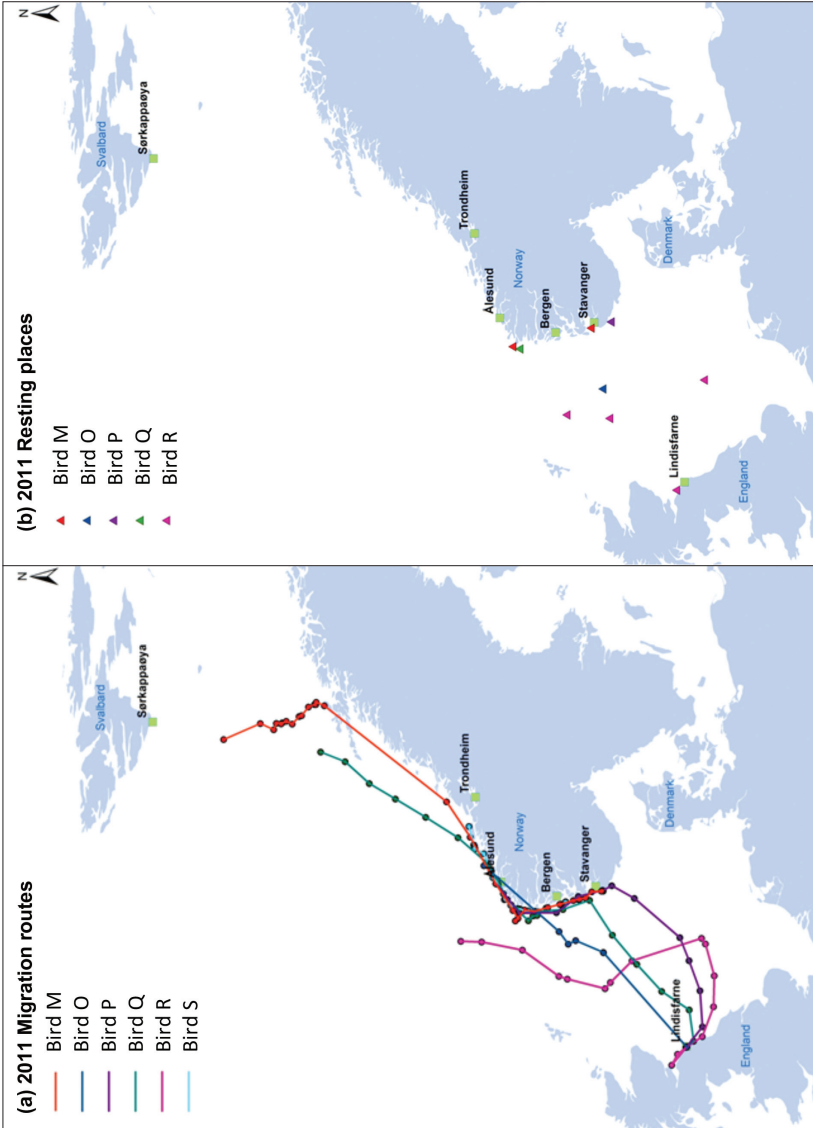 (a) 2011 Migration routes
Bird M
Bird O
Bird P
Bird Q
Bird R
Bird S
N
Svalbard
Sørkappøya
Trondheim
Ålesund
Norway
Bergen
Stavanger
Denmark
Lindisfarne
England
(b) 2011 Resting places
Bird M
Bird O
Bird P
Bird Q
Bird R
N
Svalbard
Sørkappaøya
Trondheim
Ålesund
Norway
Bergen
Stavanger
Denmark
Lindisfarne
England